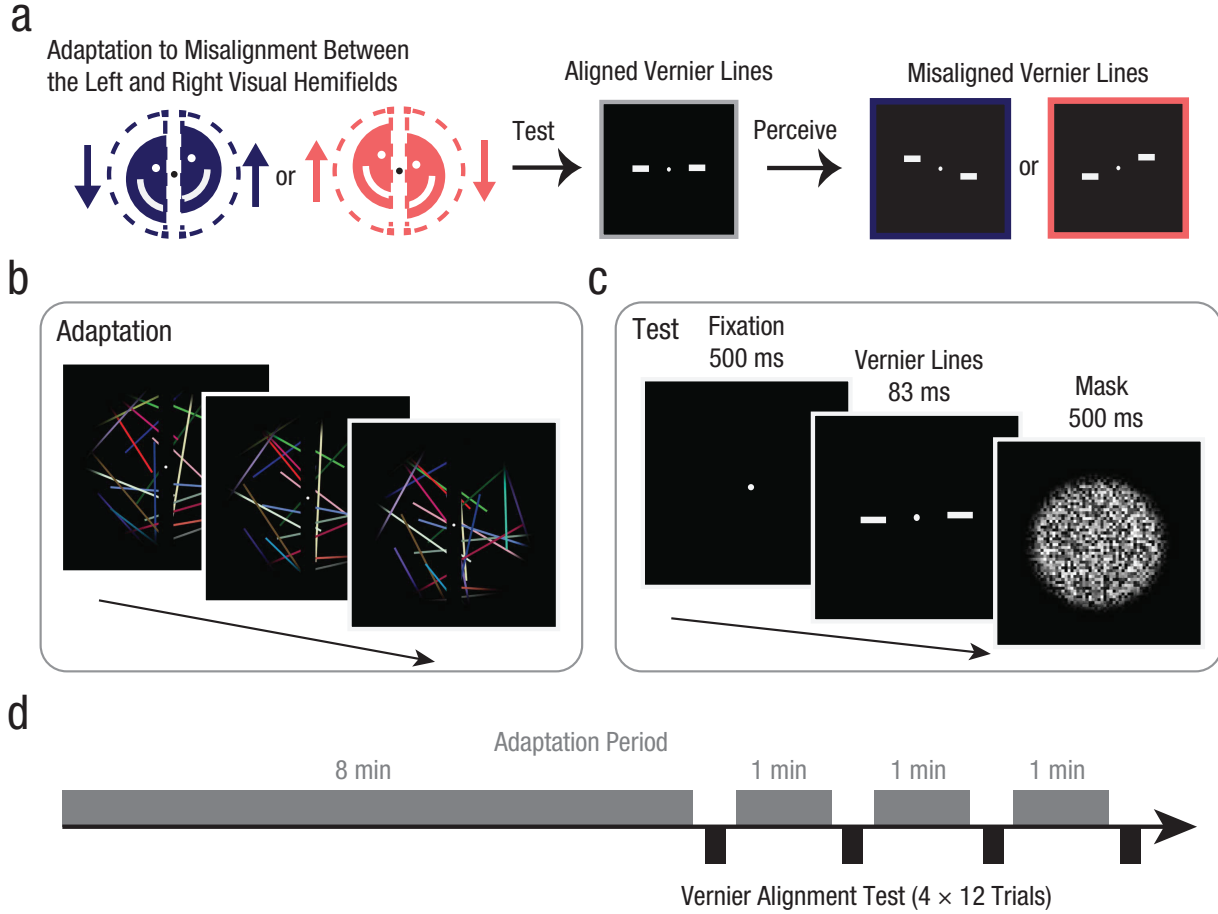 a
Adaptation to Misalignment Between
the Left and Right Visual Hemifields
or
Test
Aligned Vernier Lines
Perceive
Misaligned Vernier Lines
or
b
Adaptation
c
Test
Fixation
500 ms
Vernier Lines
83 ms
Mask
500 ms
d
Adaptation Period
8 min
1 min
1 min
1 min
Vernier Alignment Test (4 × 12 Trials)